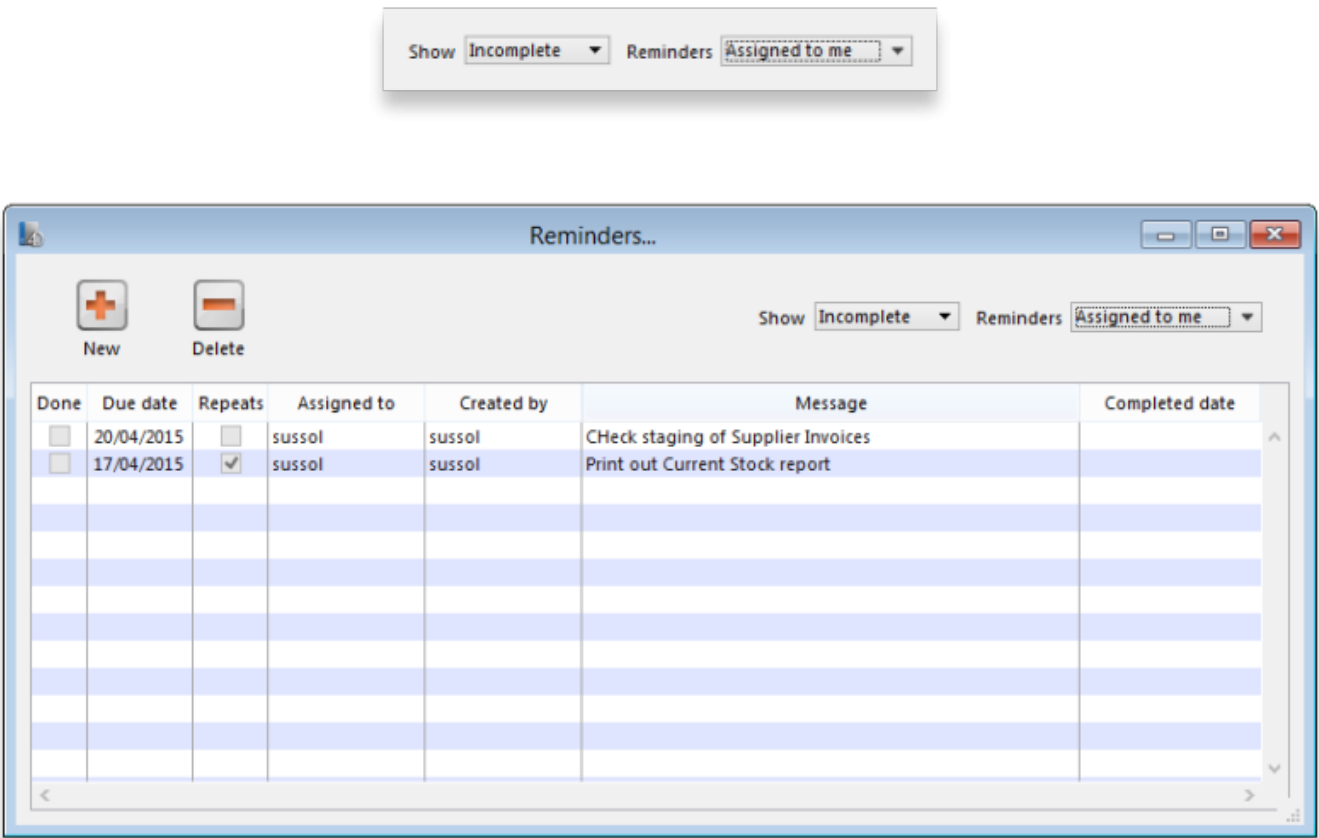 Show Incomplete Reminders Assigned to me
Reminders...
New Delete Show Incomplete Reminders Assigned to me
Done Due date Repeats Assigned to Created by Message Completed date
20/04/2015 sussol sussol CHeck staging of Supplier Invoices
17/04/2015 sussol sussol Print out Current Stock report